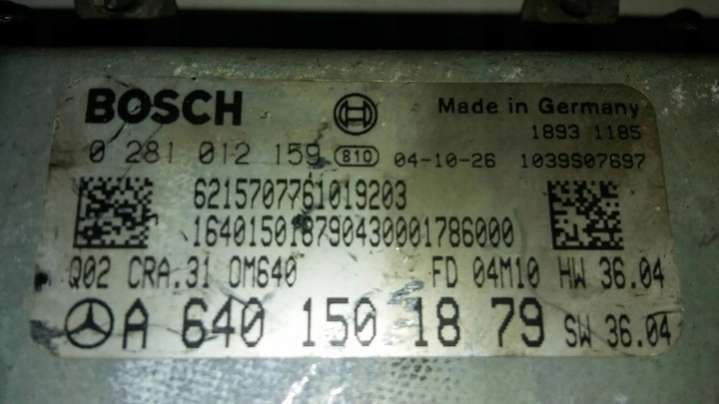 BOSCH Made in Germany
1893 1185
0 281 012 159 810 04-10-26 1039S07697
6215707761019203
164015018790430001786000
Q02 CRA.31 OM640 FD 04M10 HW 36.04
A 640 150 18 79 SW 36.04